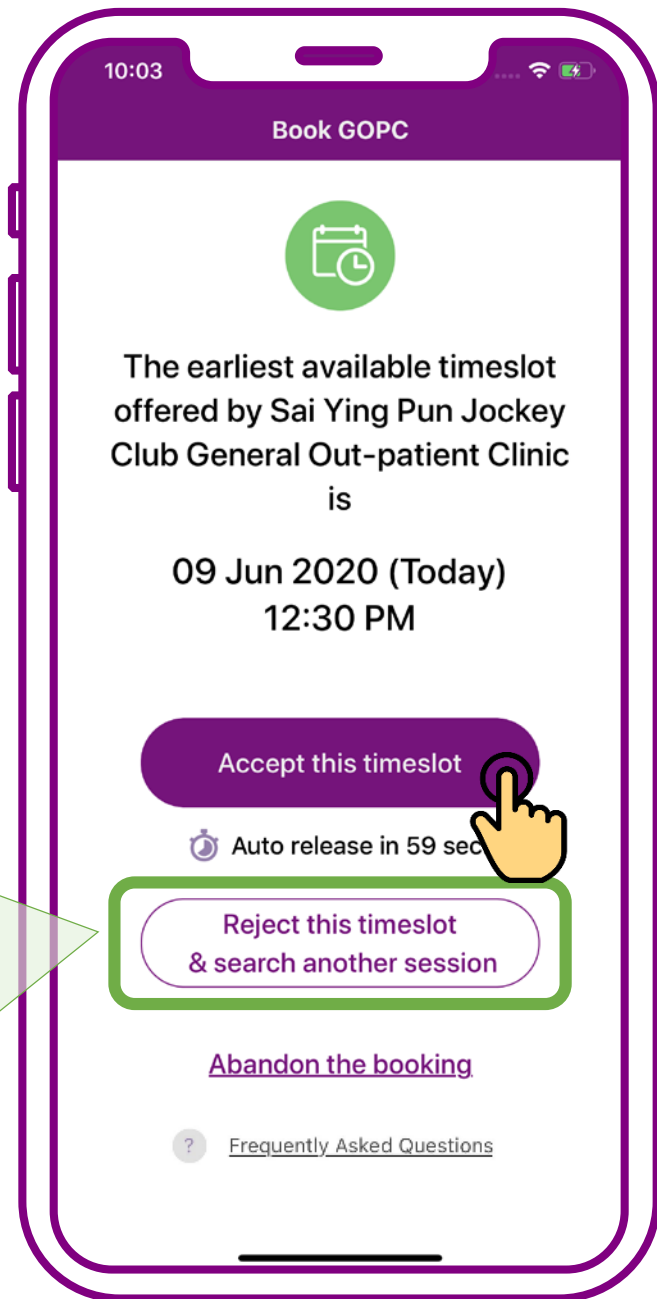 10:03
Book GOPC
The earliest available timeslot
offered by Sai Ying Pun Jockey
Club General Out-patient Clinic
is
09 Jun 2020 (Today)
12:30 PM
Accept this timeslot
Auto release in 59 sec
Reject this timeslot
& search another session
Abandon the booking
?
Frequently Asked Questions